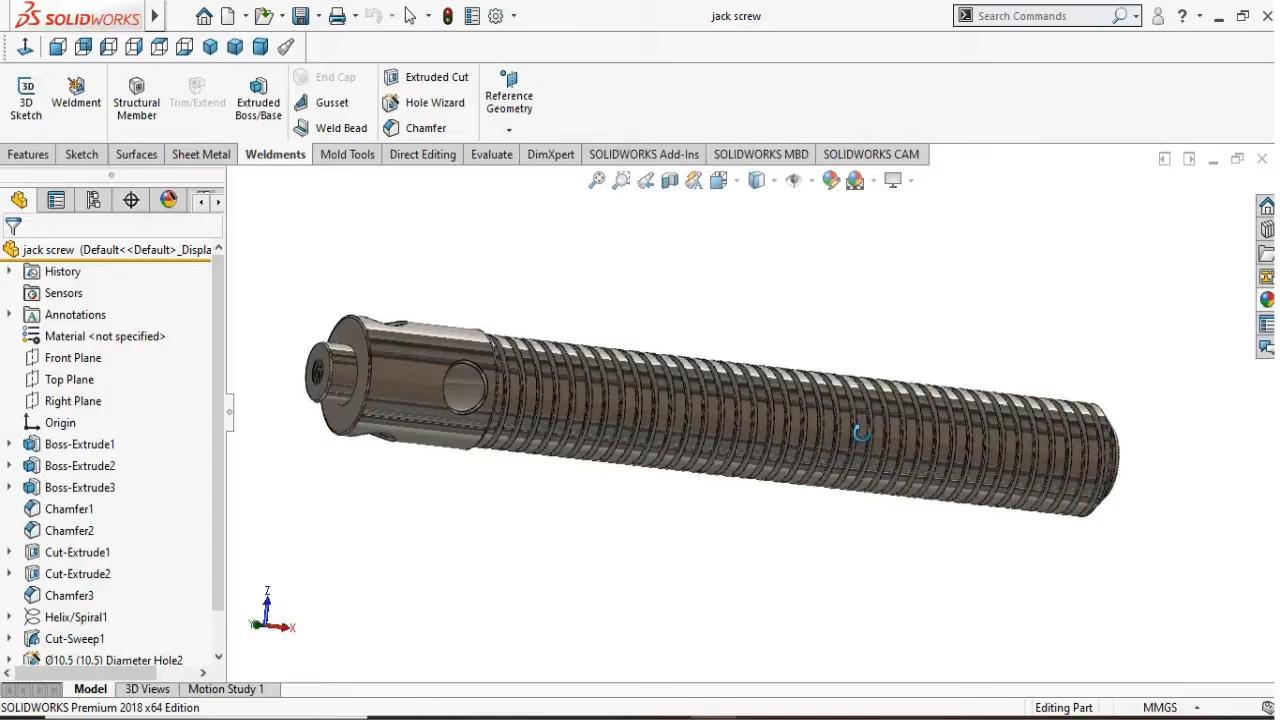 SOLIDWORKS
jack screw
Search Commands
?
3D
Sketch
Weldment
Structural
Member
Trim/Extend
Extruded
Boss/Base
End Cap
Gusset
Weld Bead
Extruded Cut
Hole Wizard
Chamfer
Reference
Geometry
Features
Sketch
Surfaces
Sheet Metal
Weldments
Mold Tools
Direct Editing
Evaluate
DimXpert
SOLIDWORKS Add-Ins
SOLIDWORKS MBD
SOLIDWORKS CAM
jack screw (Default<<Default>_Displa
History
Sensors
Annotations
Material <not specified>
Front Plane
Top Plane
Right Plane
Origin
Boss-Extrude1
Boss-Extrude2
Boss-Extrude3
Chamfer1
Chamfer2
Cut-Extrude1
Cut-Extrude2
Chamfer3
Helix/Spiral1
Cut-Sweep1
Ø10.5 (10.5) Diameter Hole2
Z
Y
X
Model
3D Views
Motion Study 1
SOLIDWORKS Premium 2018 x64 Edition
Editing Part
MMGS